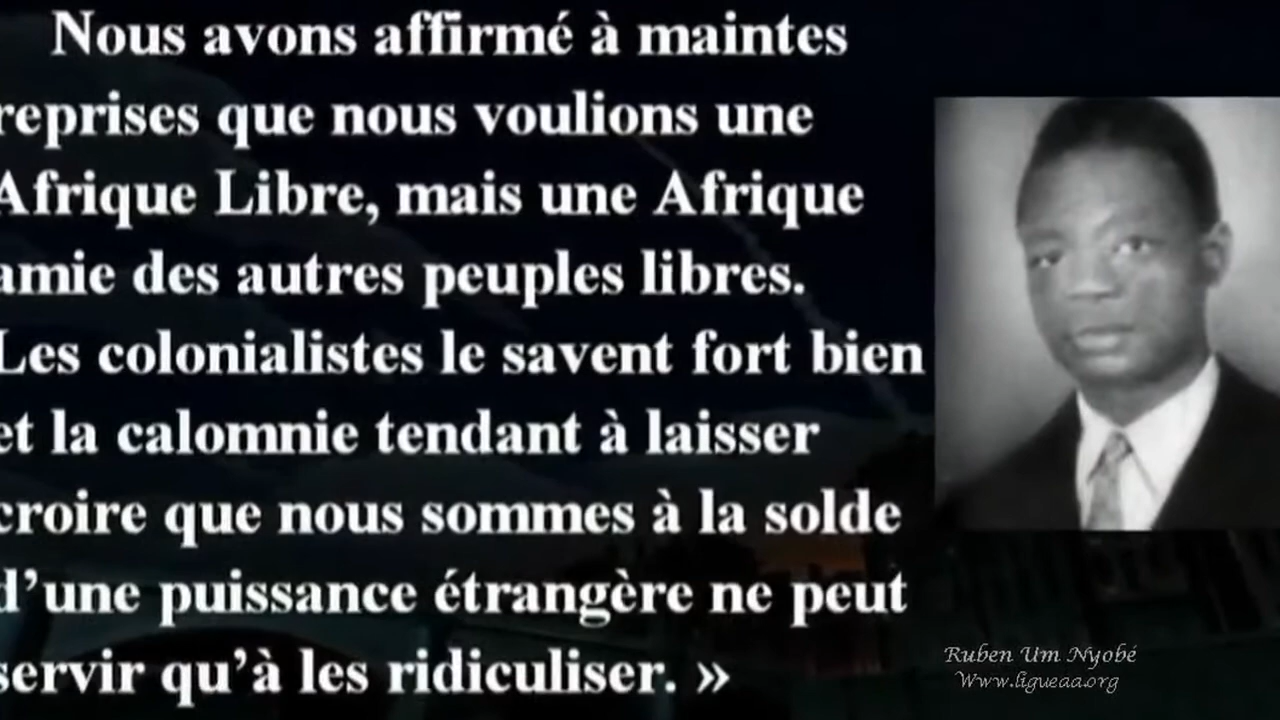 Nous avons affirmé à maintes
reprises que nous voulions une
Afrique Libre, mais une Afrique
amie des autres peuples libres.
Les colonialistes le savent fort bien
et la calomnie tendant à laisser
croire que nous sommes à la solde
d’une puissance étrangère ne peut
servir qu’à les ridiculiser. »
Ruben Um Nyobé
Www.ligueaa.org